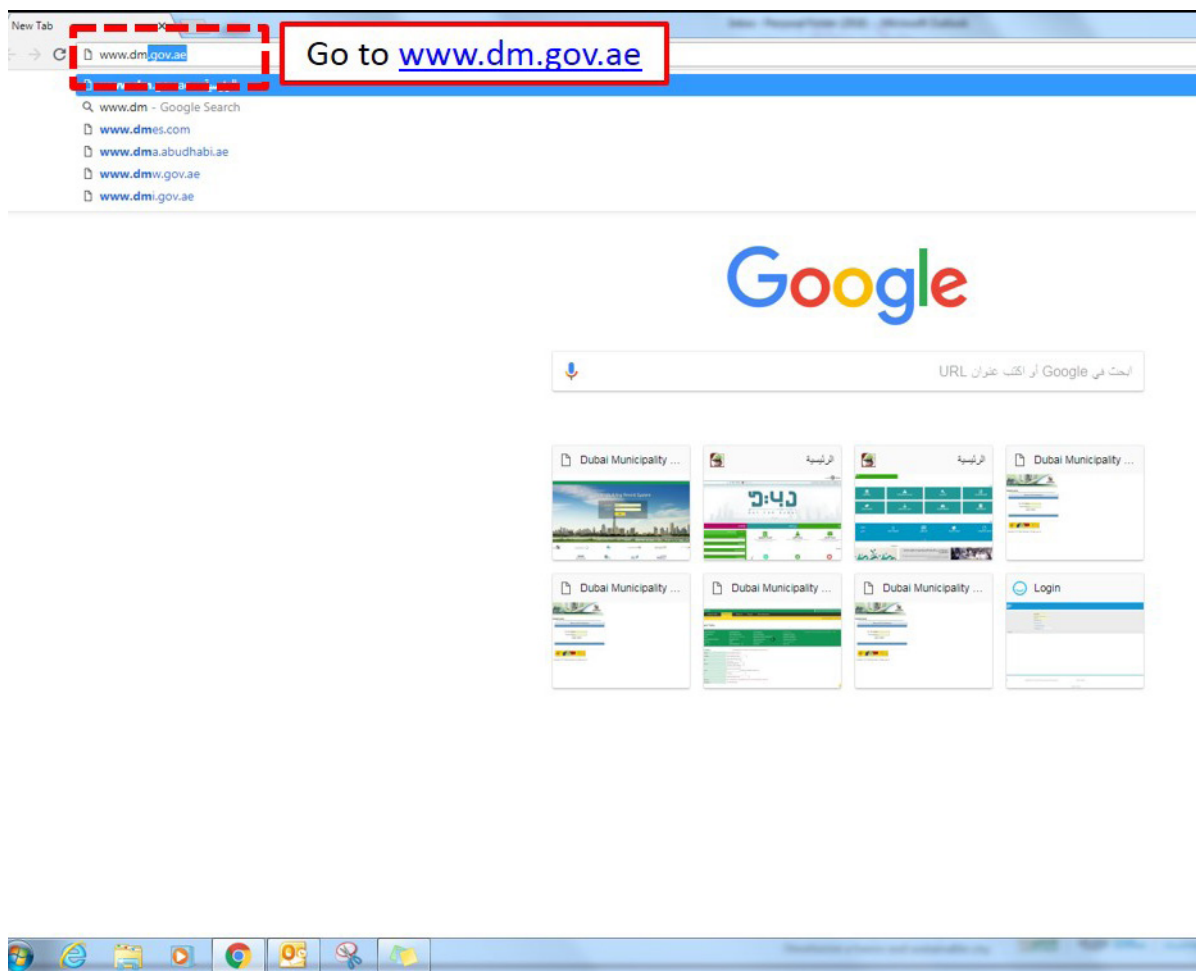 New Tab
www.dm.gov.ae
Go to www.dm.gov.ae
www.dm - Google Search
www.dmes.com
www.dma.abudhabi.ae
www.dmw.gov.ae
www.dmi.gov.ae
Google
ابحث في Google أو اكتب عنوان URL
Dubai Municipality ...
الرئيسية
الرئيسية
Dubai Municipality ...
Dubai Municipality ...
Dubai Municipality ...
Dubai Municipality ...
Login